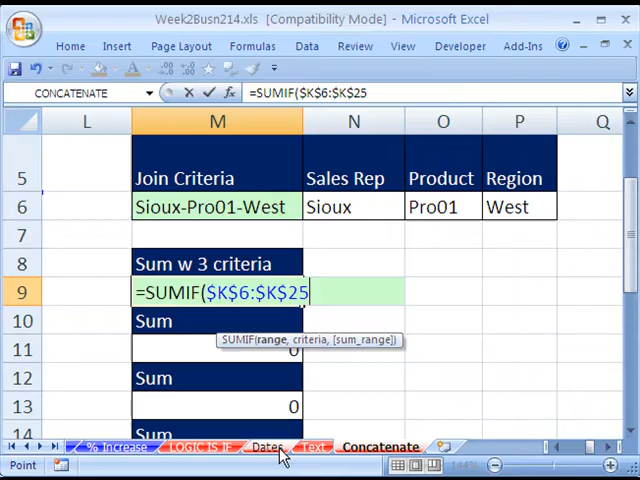 Week2Busn214.xls [Compatibility Mode] - Microsoft Excel
Home Insert Page Layout Formulas Data Review View Developer Add-Ins
CONCATENATE =SUMIF($K$6:$K$25
L M N O P Q
5 Join Criteria Sales Rep Product Region
6 Sioux-Pro01-West Sioux Pro01 West
7
8 Sum w 3 criteria
9 =SUMIF($K$6:$K$25
10 Sum
SUMIF(range, criteria, [sum_range])
11 0
12 Sum
13 0
14 Sum
% Increase LOGIC IS IF Dates Text Concatenate
Point 144%